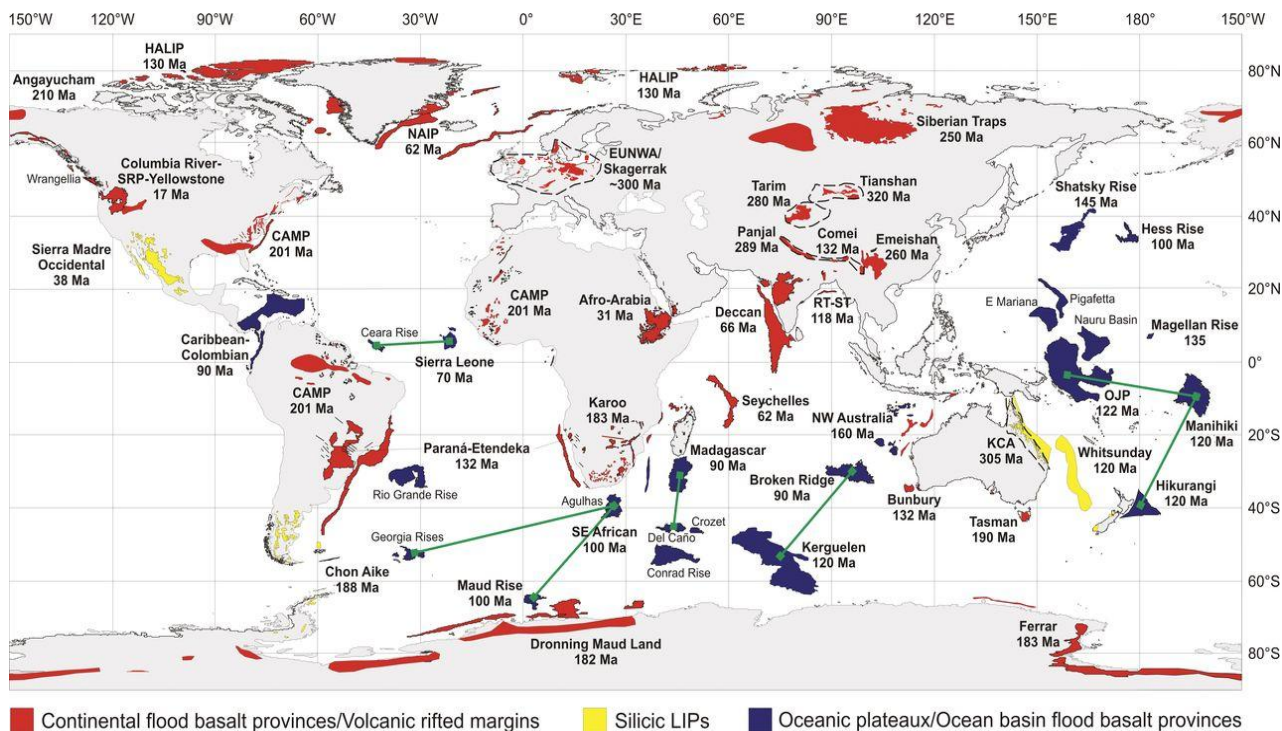 150°W 120°W 90°W 60°W 30°W 0° 30°E 60°E 90°E 120°E 150°E 180° 150°W
HALIP
130 Ma
Angayucham
210 Ma
HALIP
130 Ma
80°N
NAIP
62 Ma
Siberian Traps
250 Ma
60°N
Columbia River-
SRP-Yellowstone
17 Ma
Wrangellia
EUNWA/
Skagerrak
~300 Ma
Tarim
280 Ma
Tianshan
320 Ma
Shatsky Rise
145 Ma
40°N
Hess Rise
100 Ma
Sierra Madre
Occidental
38 Ma
CAMP
201 Ma
Panjal
289 Ma
Comei
132 Ma
Emeishan
260 Ma
20°N
CAMP
201 Ma
Afro-Arabia
31 Ma
Deccan
66 Ma
RT-ST
118 Ma
E Mariana
Pigafetta
Nauru Basin
Magellan Rise
135
Caribbean-
Colombian
90 Ma
Ceara Rise
Sierra Leone
70 Ma
0°
CAMP
201 Ma
Karoo
183 Ma
Seychelles
62 Ma
OJP
122 Ma
Manihiki
120 Ma
20°S
Paraná-Etendeka
132 Ma
Madagascar
90 Ma
NW Australia
160 Ma
KCA
305 Ma
Whitsunday
120 Ma
Rio Grande Rise
Broken Ridge
90 Ma
Bunbury
132 Ma
Hikurangi
120 Ma
40°S
Agulhas
SE African
100 Ma
Crozet
Del Caño
Conrad Rise
Tasman
190 Ma
Georgia Rises
Kerguelen
120 Ma
Chon Aike
188 Ma
Maud Rise
100 Ma
60°S
Dronning Maud Land
182 Ma
Ferrar
183 Ma
80°S
Continental flood basalt provinces/Volcanic rifted margins
Silicic LIPs
Oceanic plateaux/Ocean basin flood basalt provinces